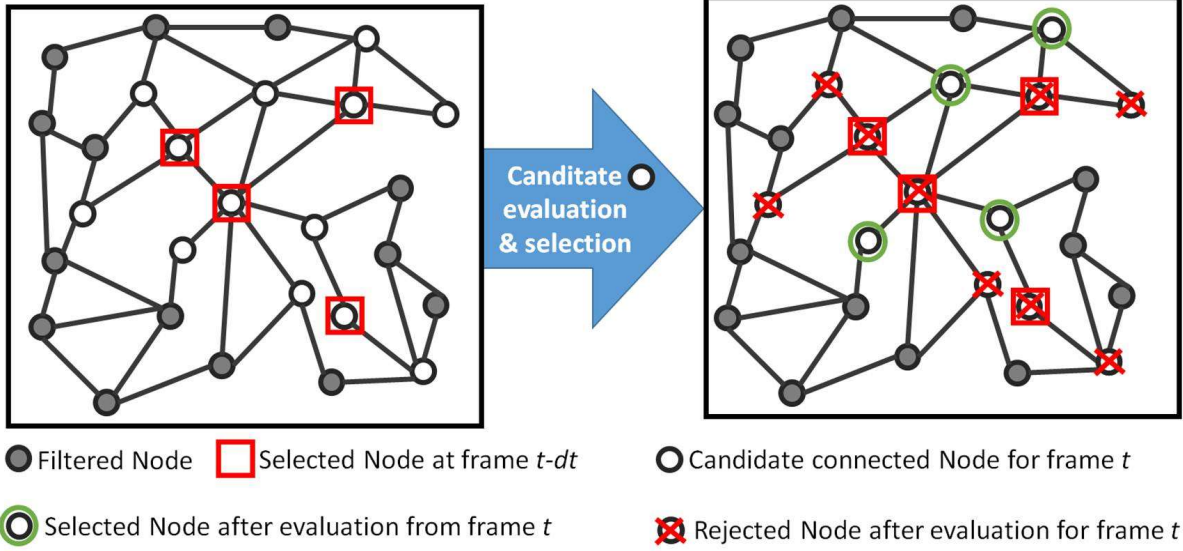 Canditate
evaluation
& selection
Filtered Node
Selected Node at frame t-dt
Candidate connected Node for frame t
Selected Node after evaluation from frame t
Rejected Node after evaluation for frame t